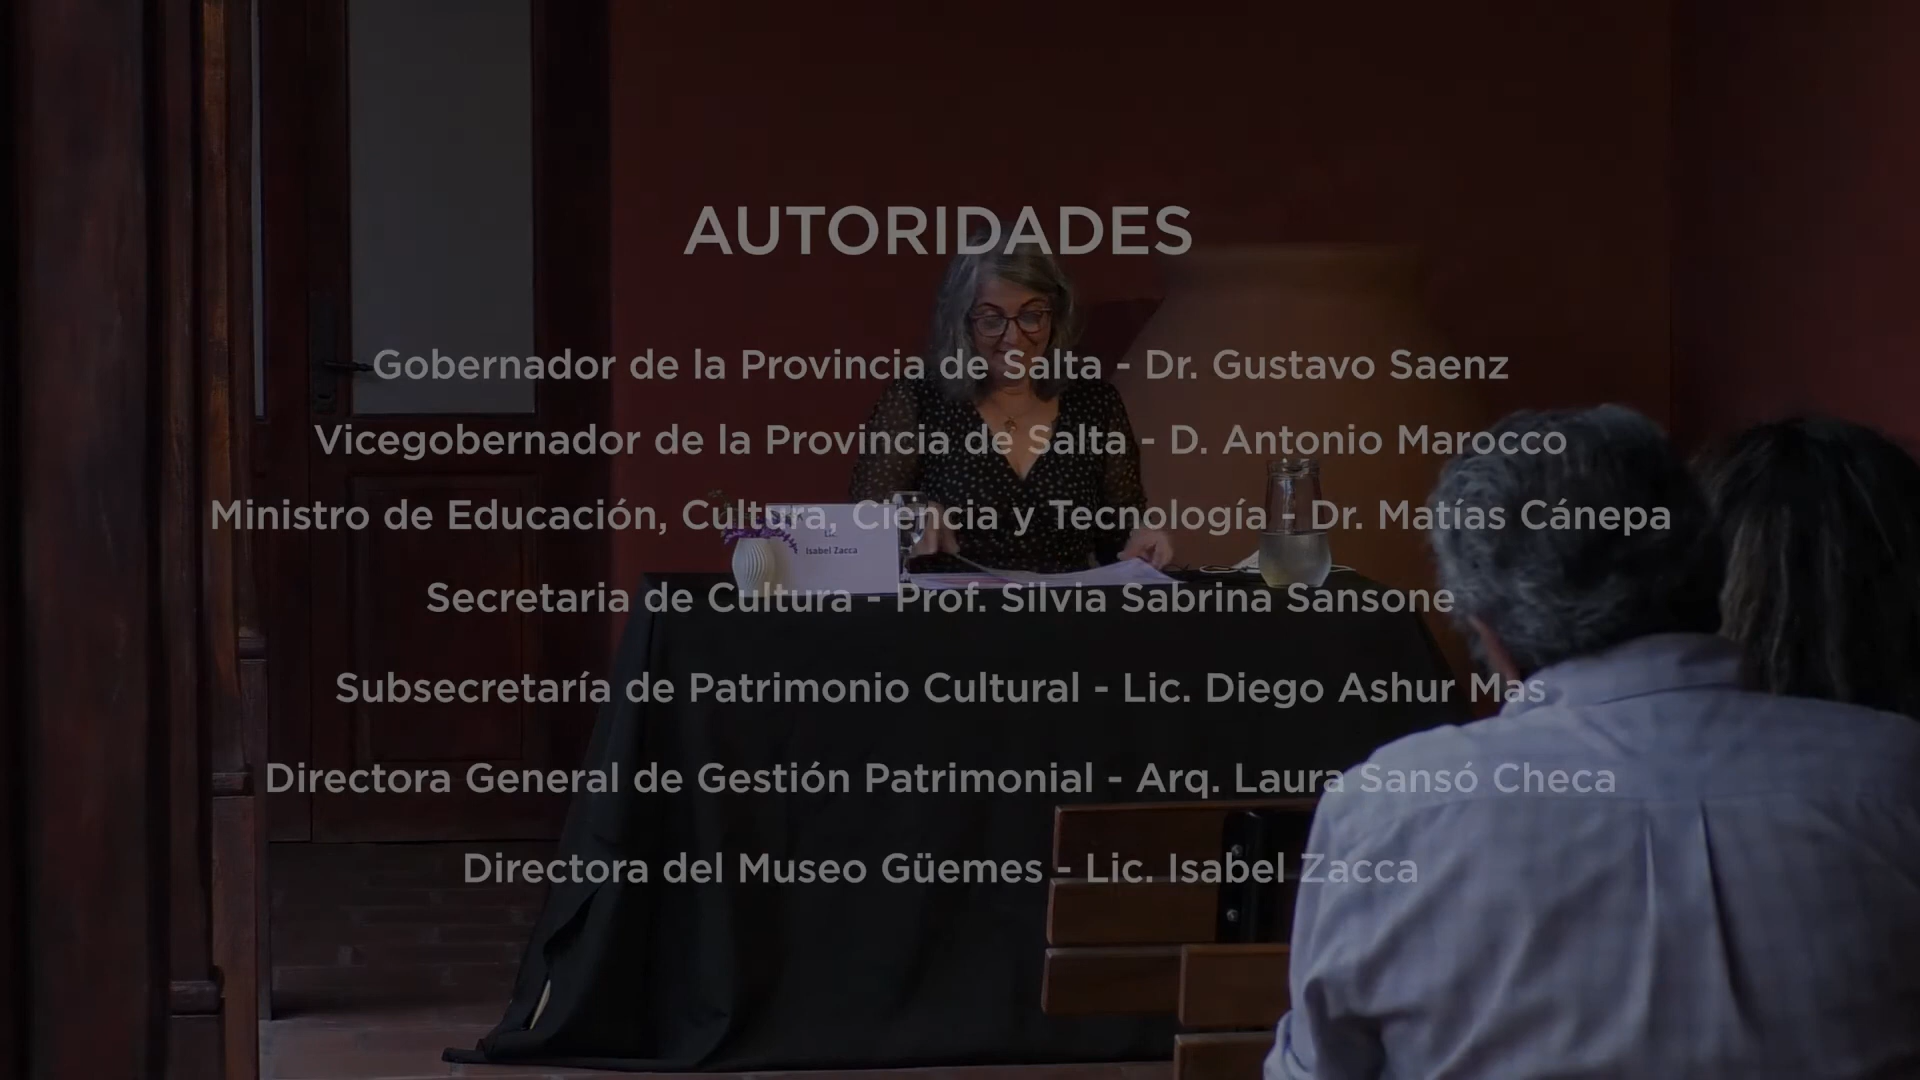 AUTORIDADES
Gobernador de la Provincia de Salta - Dr. Gustavo Saenz
Vicegobernador de la Provincia de Salta - D. Antonio Marocco
Ministro de Educación, Cultura, Ciencia y Tecnología - Dr. Matías Cánepa
Lic.
Isabel Zacca
Secretaria de Cultura - Prof. Silvia Sabrina Sansone
Subsecretaría de Patrimonio Cultural - Lic. Diego Ashur Mas
Directora General de Gestión Patrimonial - Arq. Laura Sansó Checa
Directora del Museo Güemes - Lic. Isabel Zacca